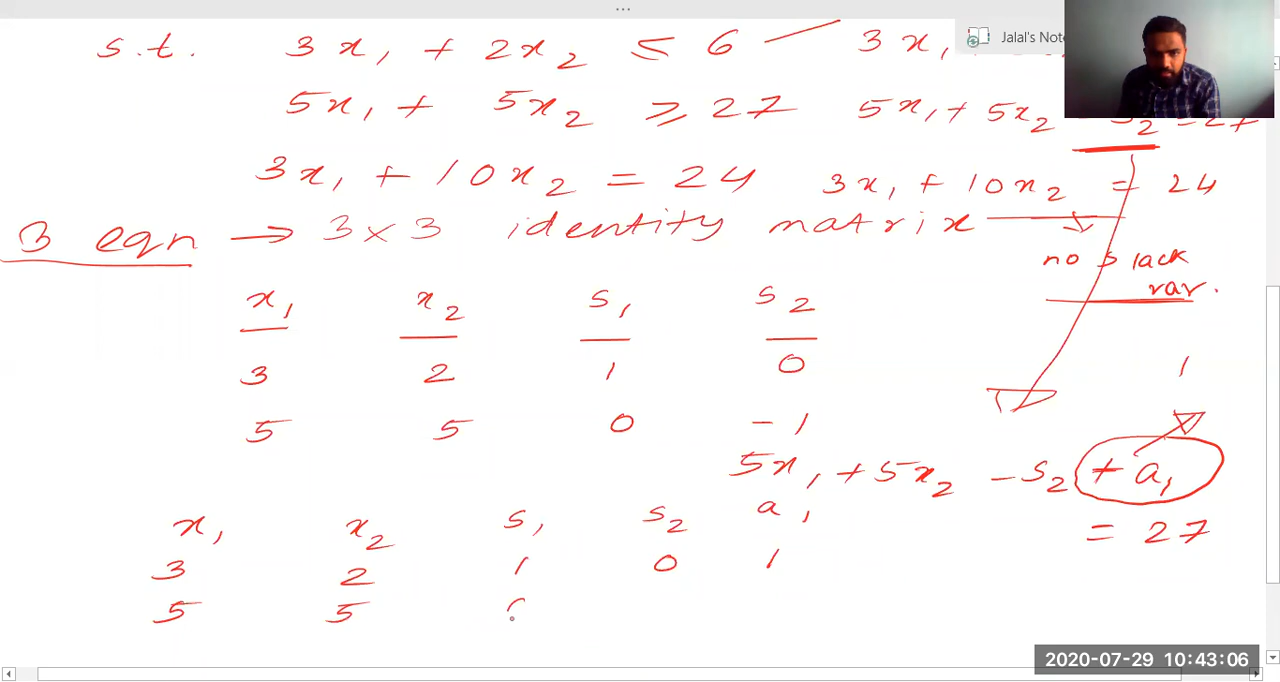 s.t. 3x₁ + 2x₂ ≤ 6 3x₁
Jalal's Note
5x₁ + 5x₂ ≥ 27 5x₁ + 5x₂ s₂ = 27
3x₁ + 10x₂ = 24 3x₁ + 10x₂ = 24
3 eqn → 3×3 identity matrix
no slack
var.
x₁ x₂ s₁ s₂
3 2 1 0
1
5 5 0 -1
5x₁ + 5x₂ - s₂ + a₁
= 27
x₁ x₂ s₁ s₂ a₁
3 2 1 0 1
5 5
2020-07-29 10:43:06